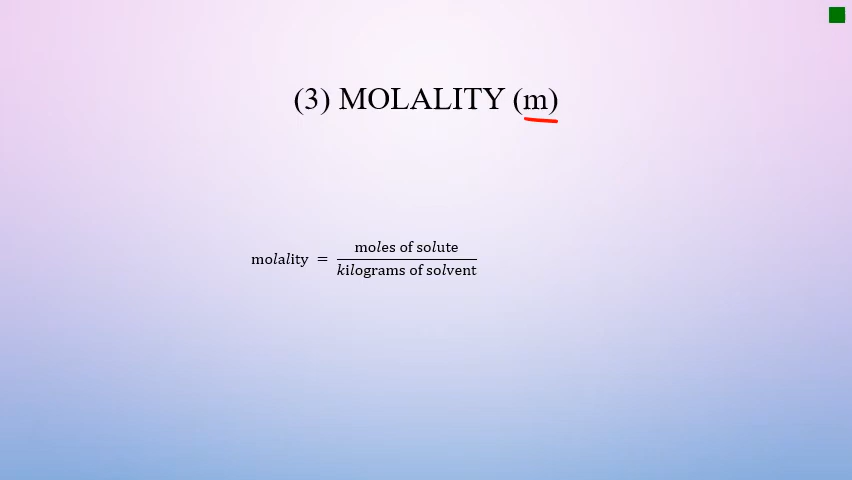 (3) MOLALITY (m)
molality = moles of solute / kilograms of solvent